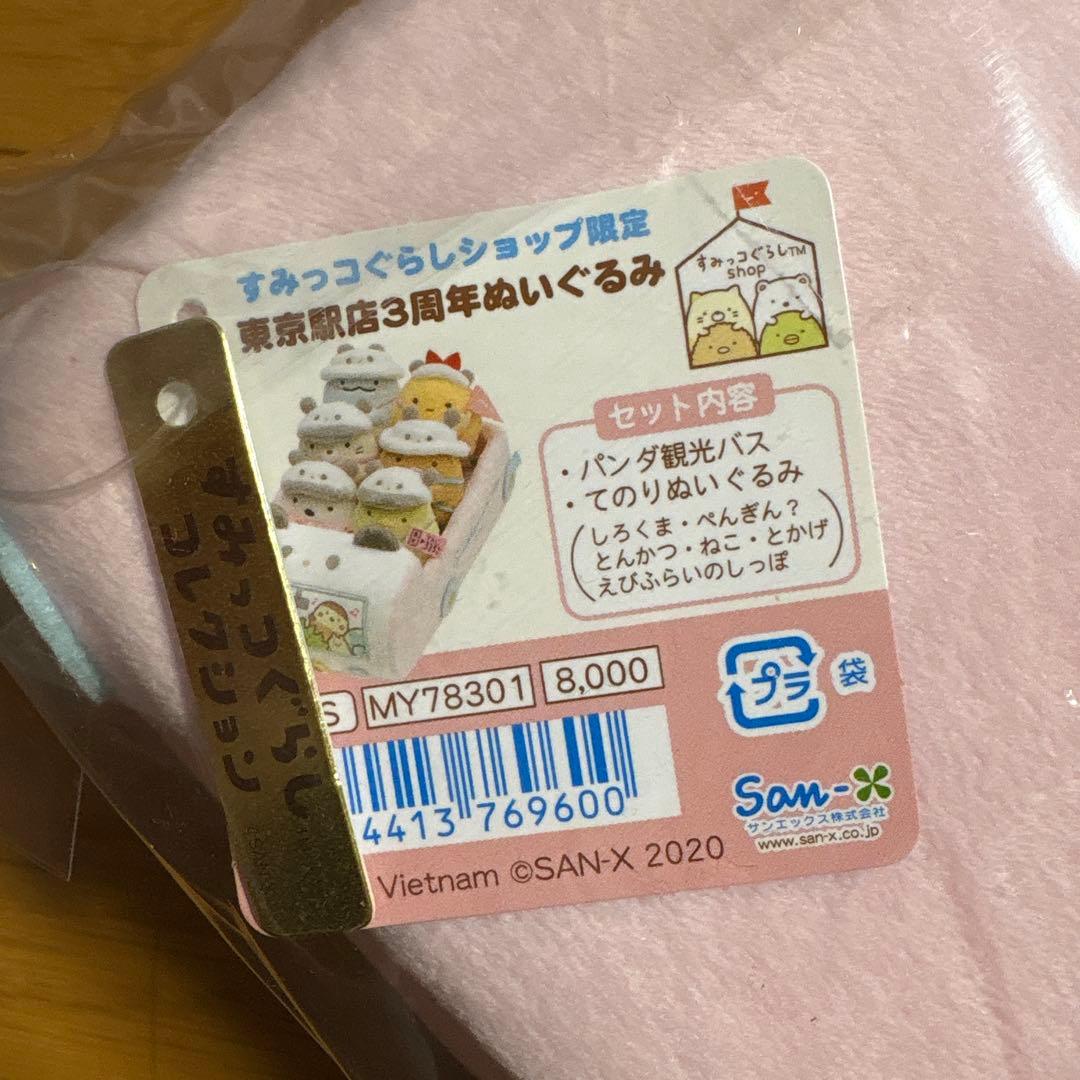 すみっコぐらしショップ限定
東京駅店3周年ぬいぐるみ
すみっコぐらし™
shop
セット内容
・パンダ観光バス
・てのりぬいぐるみ
(しろくま・ぺんぎん?
とんかつ・ねこ・とかげ
えびふらいのしっぽ)
S MY78301 8,000
4413 769600
プラ 袋
San-X
サンエックス株式会社
www.san-x.co.jp
Vietnam ©SAN-X 2020
すみっコぐらし
コレクション